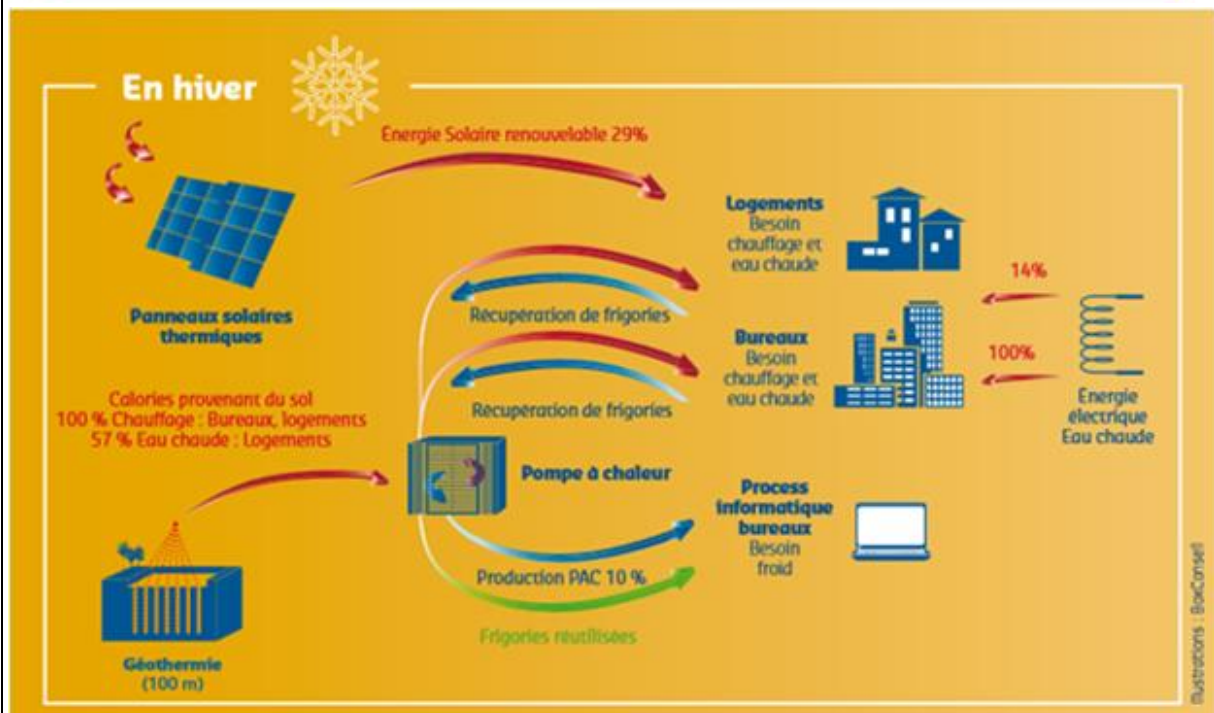 En hiver
Énergie Solaire renouvelable 29%
Logements
Besoin
chauffage et
eau chaude
14%
Panneaux solaires
thermiques
Récupération de frigories
Bureaux
Besoin
chauffage et
eau chaude
100%
Energie
électrique
Eau chaude
Calories provenant du sol
100 % Chauffage : Bureaux, logements
57 % Eau chaude : Logements
Récupération de frigories
Pompe à chaleur
Process
informatique
bureaux
Besoin
froid
Production PAC 10 %
Frigories réutilisées
Géothermie
(100 m)
Illustrations : BoxConseil